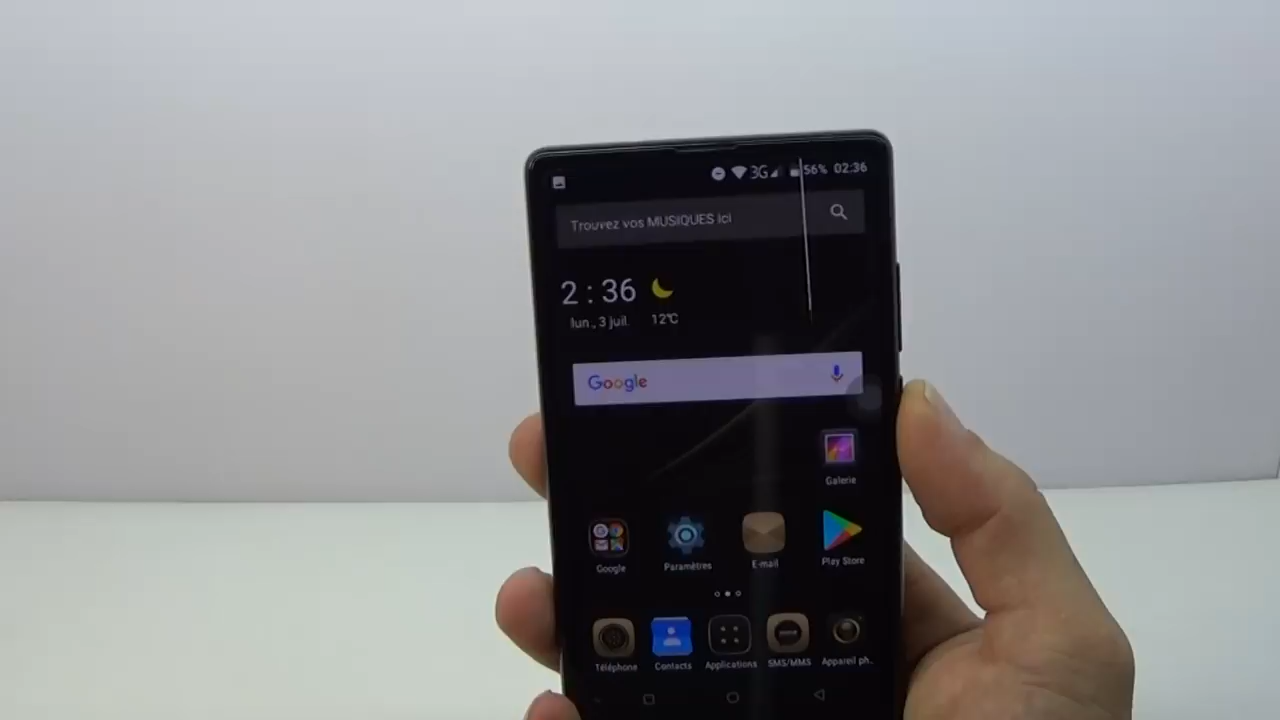 3G 56% 02:36
Trouvez vos MUSIQUES ici
2 : 36
lun., 3 juil. 12℃
Google
Galerie
Google Paramètres E-mail Play Store
Téléphone Contacts Applications SMS/MMS Appareil ph..